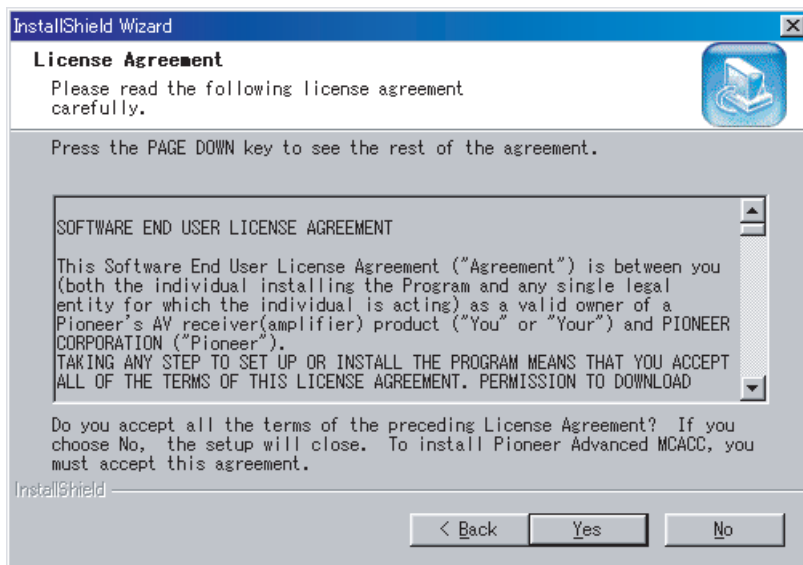 InstallShield Wizard
License Agreement
Please read the following license agreement
carefully.
Press the PAGE DOWN key to see the rest of the agreement.
SOFTWARE END USER LICENSE AGREEMENT
This Software End User License Agreement ("Agreement") is between you
(both the individual installing the Program and any single legal
entity for which the individual is acting) as a valid owner of a
Pioneer's AV receiver(amplifier) product ("You" or "Your") and PIONEER
CORPORATION ("Pioneer").
TAKING ANY STEP TO SET UP OR INSTALL THE PROGRAM MEANS THAT YOU ACCEPT
ALL OF THE TERMS OF THIS LICENSE AGREEMENT. PERMISSION TO DOWNLOAD
Do you accept all the terms of the preceding License Agreement? If you
choose No, the setup will close. To install Pioneer Advanced MCACC, you
must accept this agreement.
InstallShield
< Back Yes No